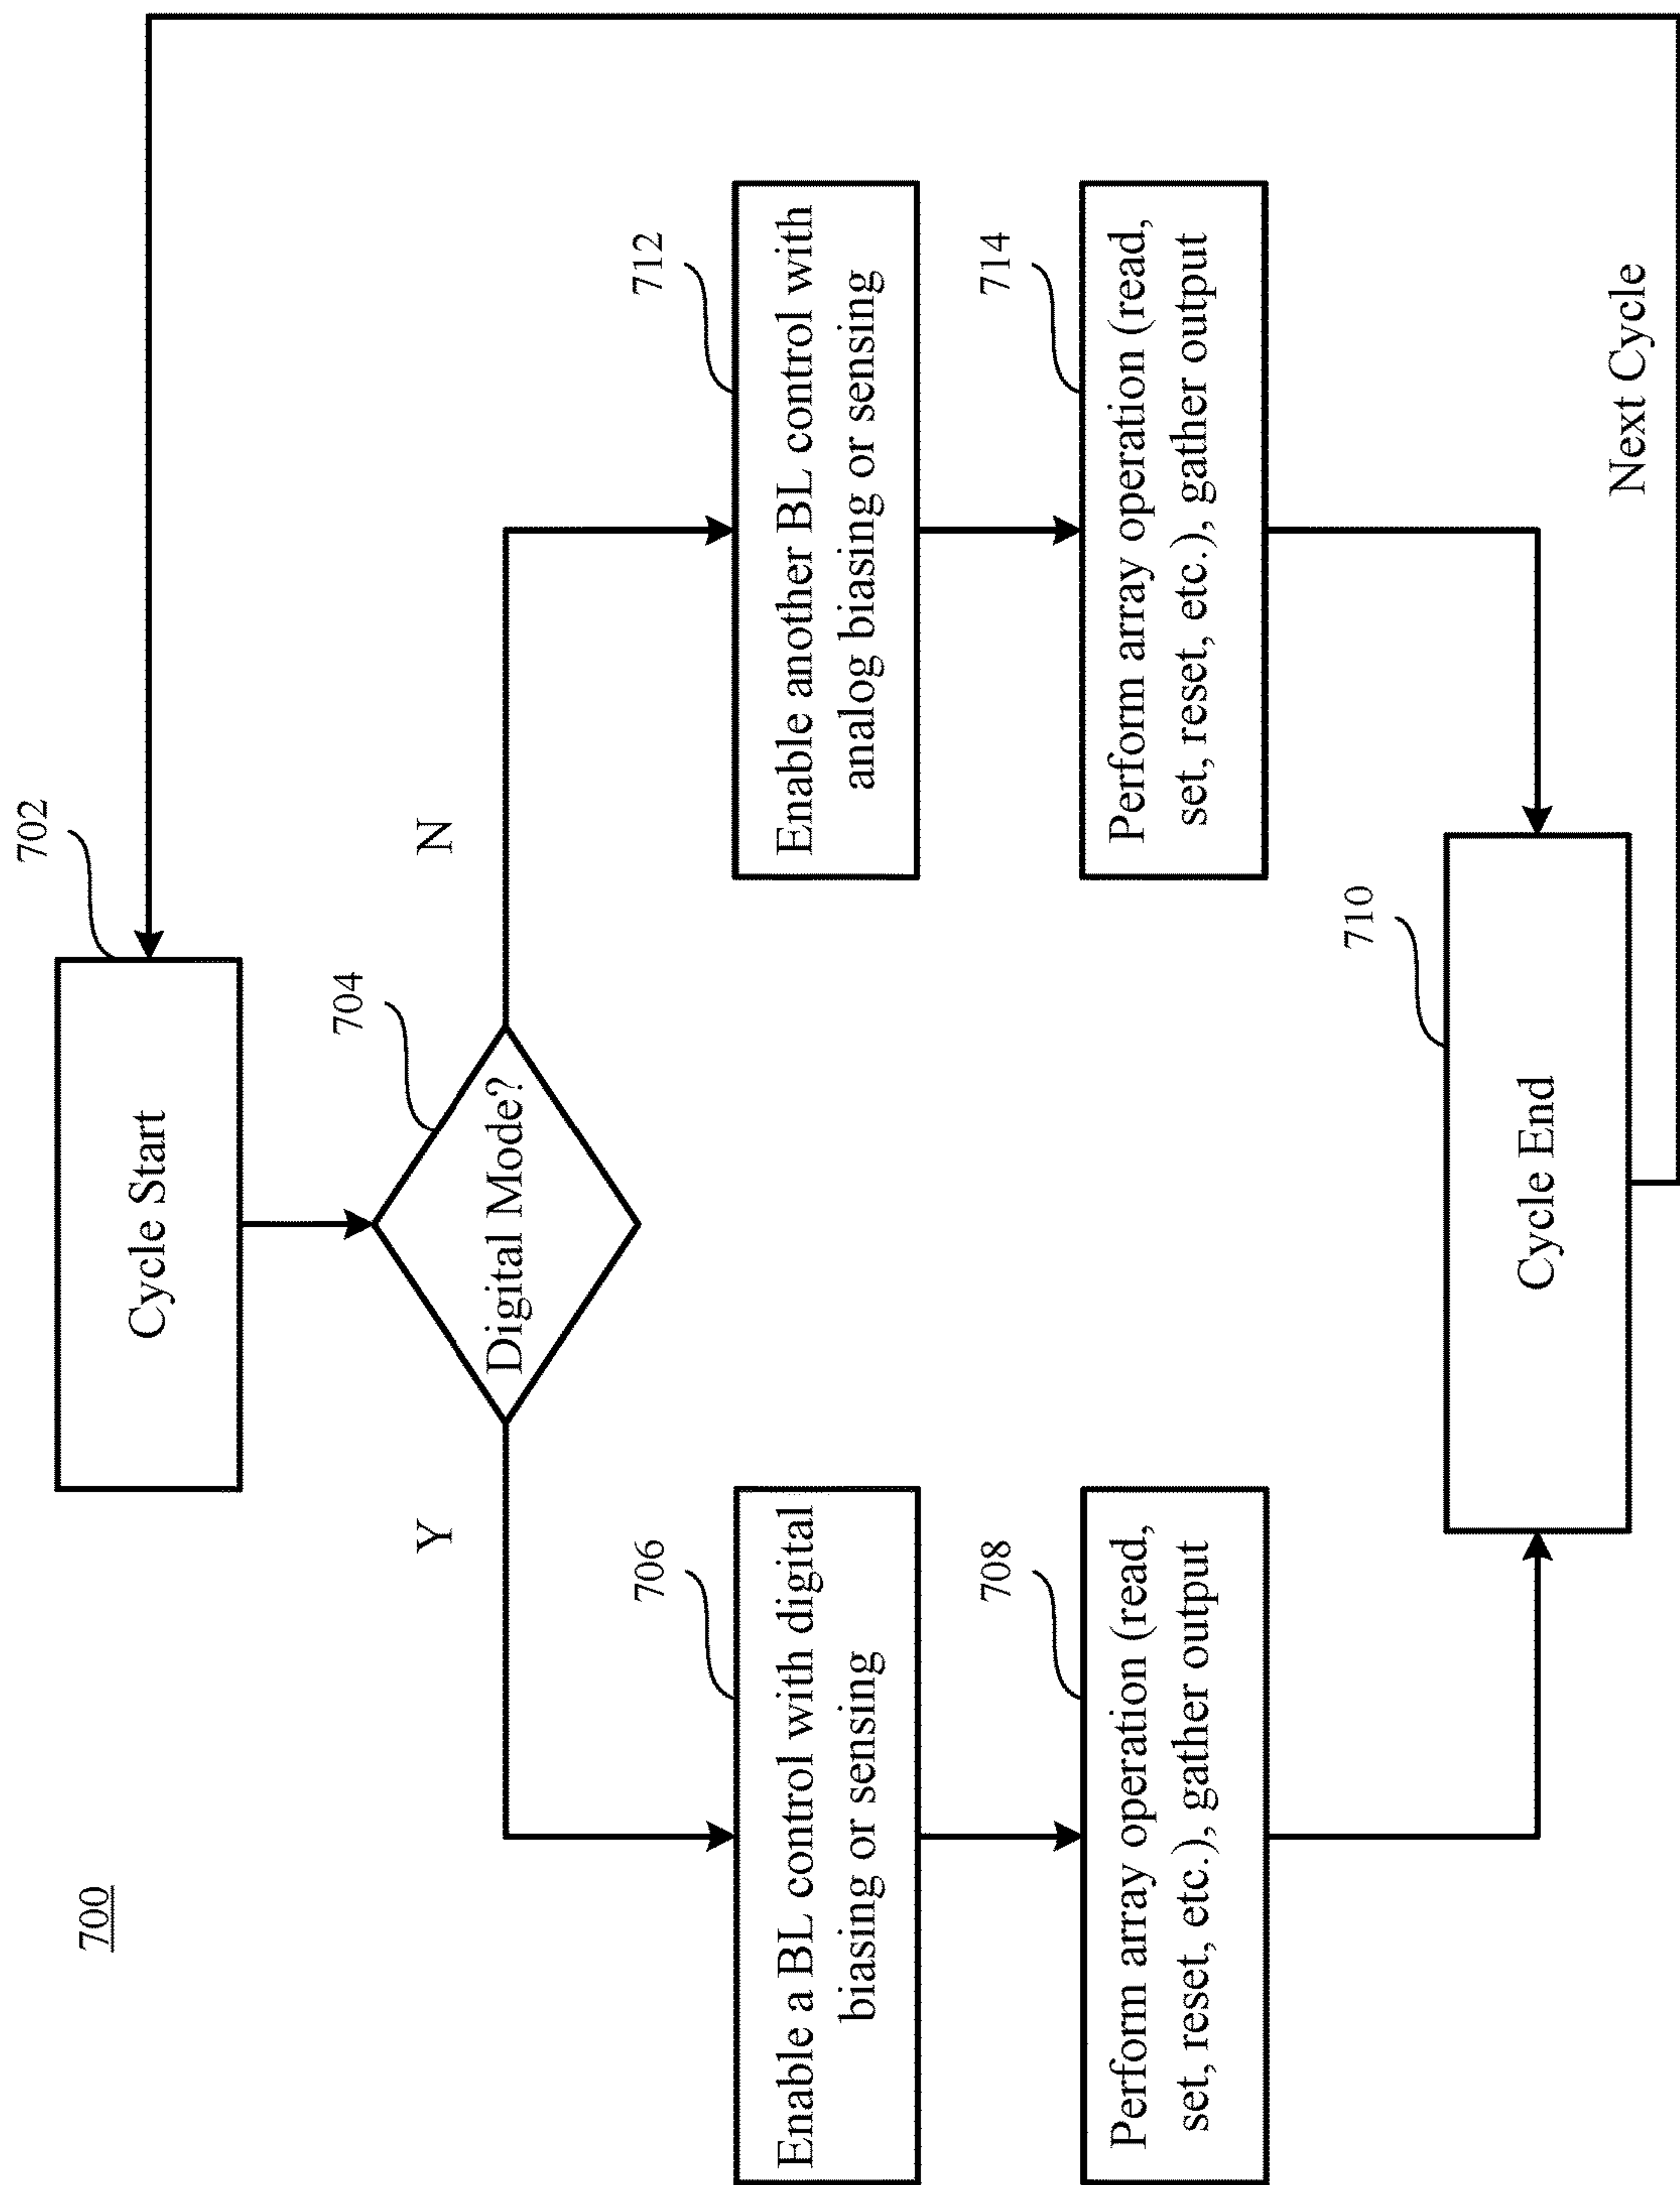 700
702
Cycle Start
704
Digital Mode?
Y
N
706
Enable a BL control with digital
biasing or sensing
712
Enable another BL control with
analog biasing or sensing
708
Perform array operation (read,
set, reset, etc.), gather output
714
Perform array operation (read,
set, reset, etc.), gather output
710
Cycle End
Next Cycle